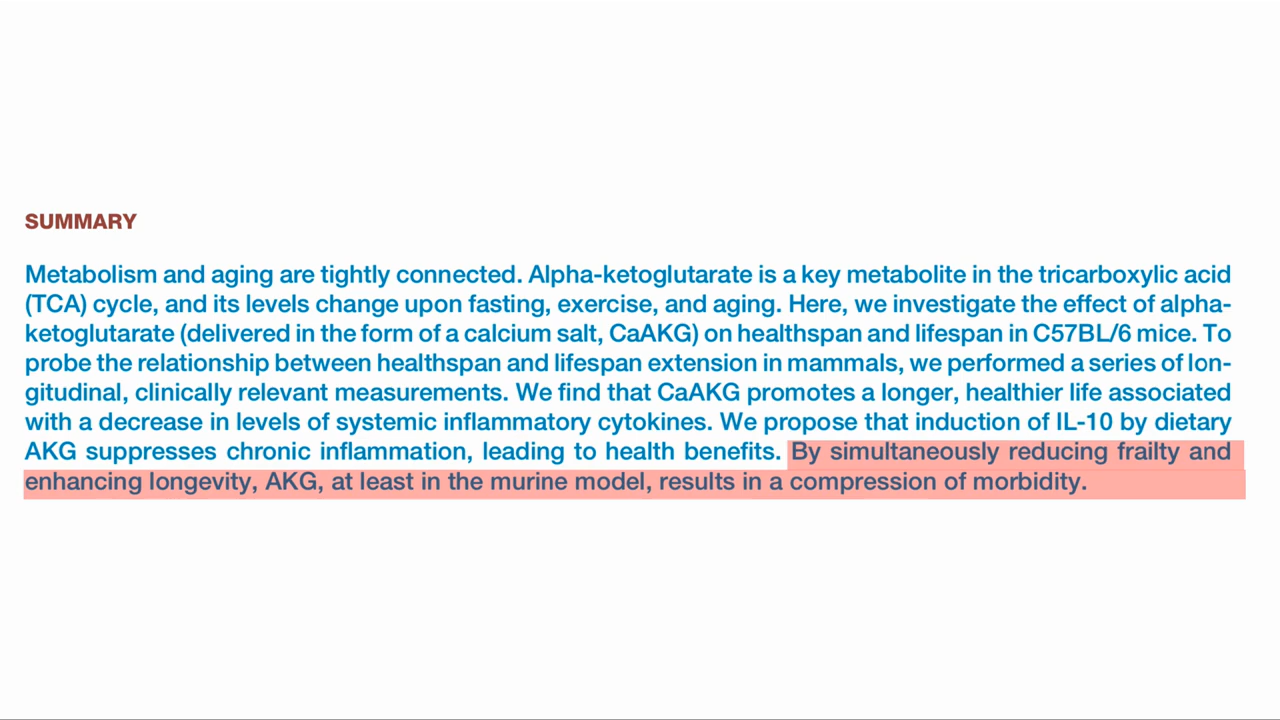 SUMMARY
Metabolism and aging are tightly connected. Alpha-ketoglutarate is a key metabolite in the tricarboxylic acid
(TCA) cycle, and its levels change upon fasting, exercise, and aging. Here, we investigate the effect of alpha-
ketoglutarate (delivered in the form of a calcium salt, CaAKG) on healthspan and lifespan in C57BL/6 mice. To
probe the relationship between healthspan and lifespan extension in mammals, we performed a series of lon-
gitudinal, clinically relevant measurements. We find that CaAKG promotes a longer, healthier life associated
with a decrease in levels of systemic inflammatory cytokines. We propose that induction of IL-10 by dietary
AKG suppresses chronic inflammation, leading to health benefits. By simultaneously reducing frailty and
enhancing longevity, AKG, at least in the murine model, results in a compression of morbidity.